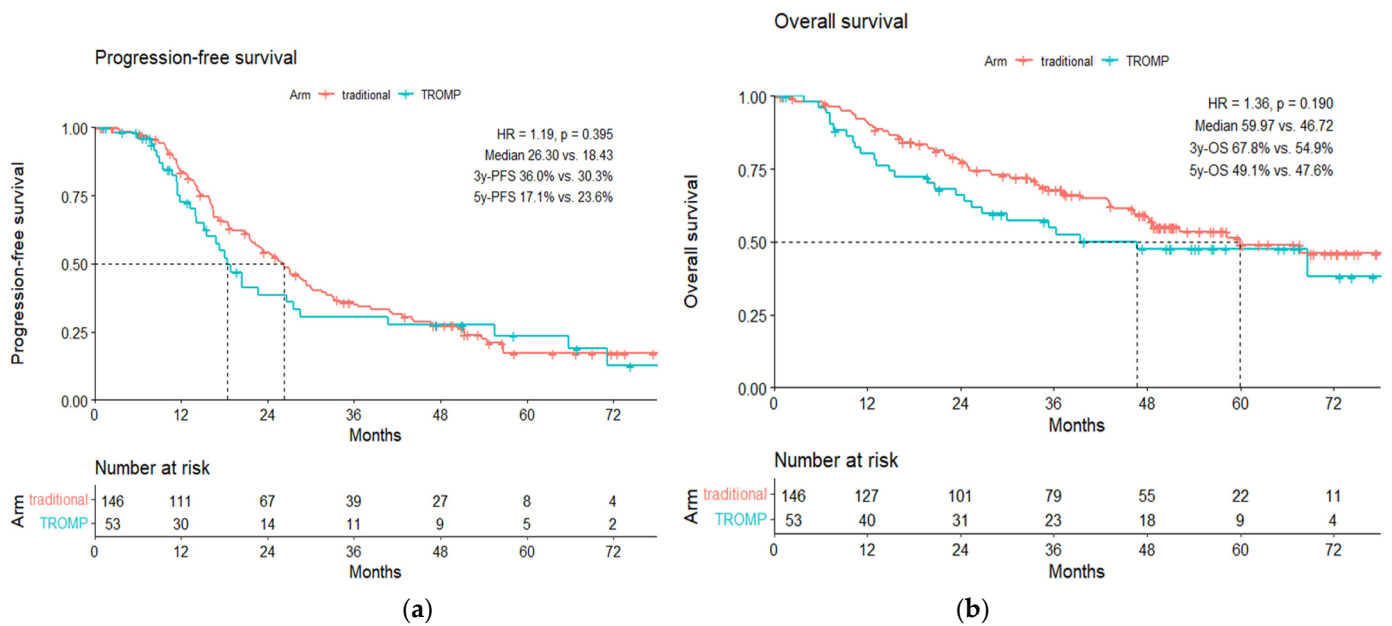 Progression-free survival
Arm traditional TROMP
HR = 1.19, p = 0.395
Median 26.30 vs. 18.43
3y-PFS 36.0% vs. 30.3%
5y-PFS 17.1% vs. 23.6%
Progression-free survival
1.00
0.75
0.50
0.25
0.00
0 12 24 36 48 60 72
Months
Number at risk
Arm
traditional 146 111 67 39 27 8 4
TROMP 53 30 14 11 9 5 2
0 12 24 36 48 60 72
Months
(a)
Overall survival
Arm traditional TROMP
HR = 1.36, p = 0.190
Median 59.97 vs. 46.72
3y-OS 67.8% vs. 54.9%
5y-OS 49.1% vs. 47.6%
Overall survival
1.00
0.75
0.50
0.25
0.00
0 12 24 36 48 60 72
Months
Number at risk
Arm
traditional 146 127 101 79 55 22 11
TROMP 53 40 31 23 18 9 4
0 12 24 36 48 60 72
Months
(b)